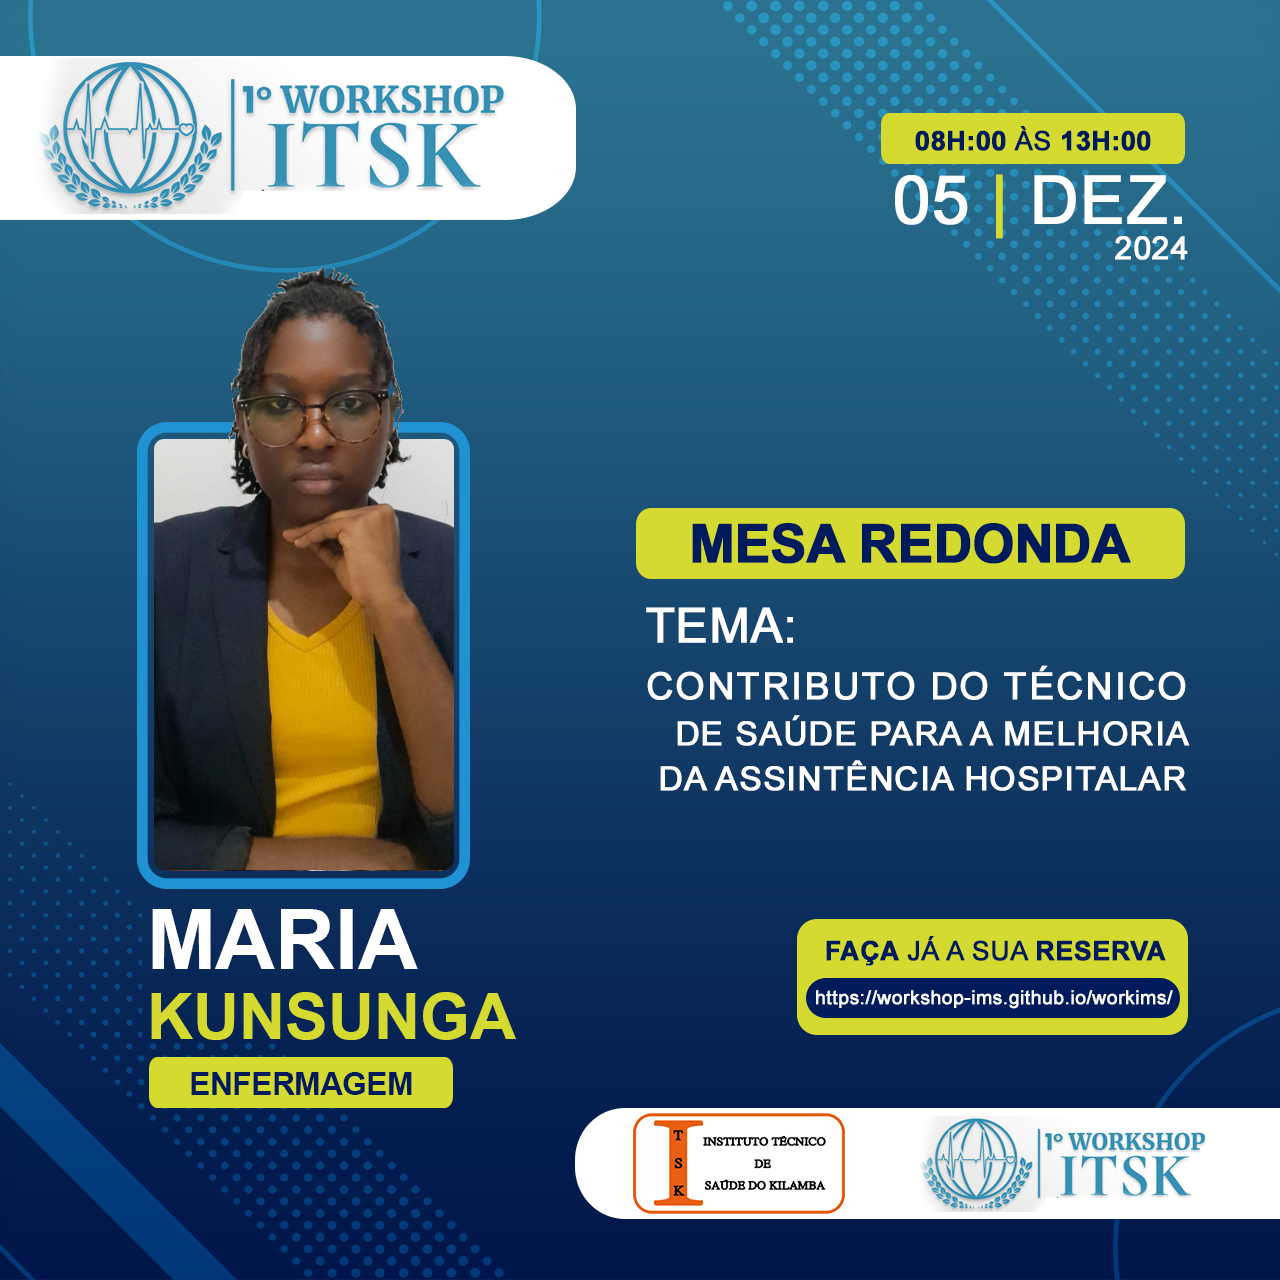 1º WORKSHOP
ITSK
08H:00 ÀS 13H:00
05 | DEZ.
2024
MESA REDONDA
TEMA:
CONTRIBUTO DO TÉCNICO
DE SAÚDE PARA A MELHORIA
DA ASSINTÊNCIA HOSPITALAR
MARIA
KUNSUNGA
ENFERMAGEM
FAÇA JÁ A SUA RESERVA
https://workshop-ims.github.io/workims/
I
T
S
K
INSTITUTO TÉCNICO
DE
SAÚDE DO KILAMBA
1º WORKSHOP
ITSK